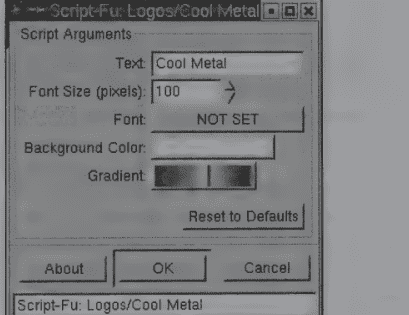 Script-Fu: Logos/Cool Metal
Script Arguments
Text: Cool Metal
Font Size (pixels): 100
Font: NOT SET
Background Color:
Gradient:
Reset to Defaults
About OK Cancel
Script-Fu: Logos/Cool Metal